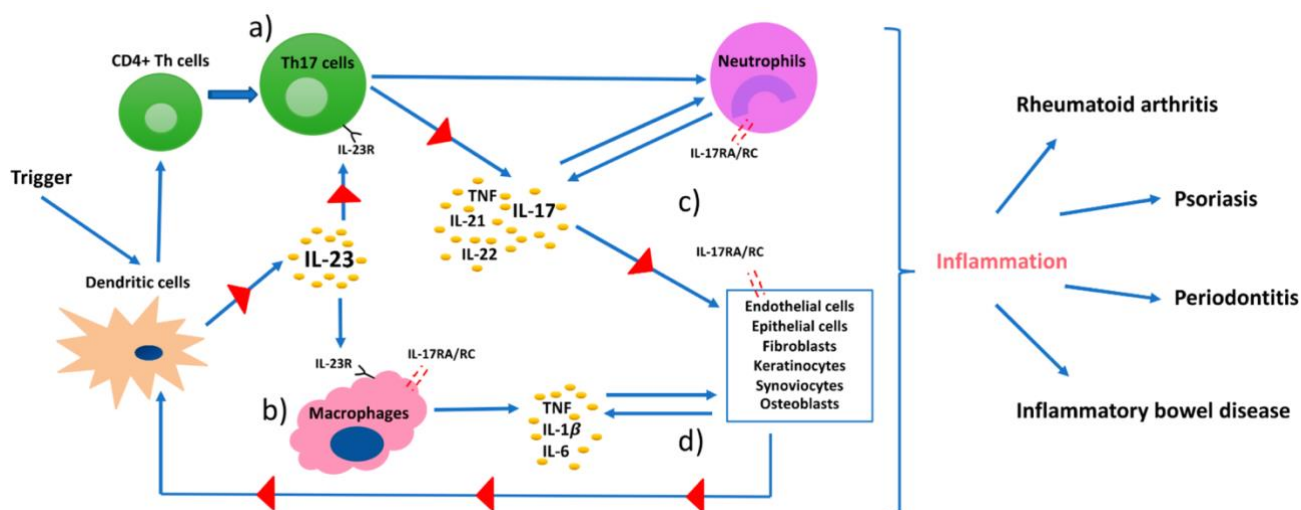 a)
CD4+ Th cells
Th17 cells
Neutrophils
IL-23R
IL-17RA/RC
Trigger
TNF
IL-17
IL-21
IL-22
c)
IL-23
Dendritic cells
IL-17RA/RC
Endothelial cells
Epithelial cells
Fibroblasts
Keratinocytes
Synoviocytes
Osteoblasts
IL-23R
IL-17RA/RC
b)
Macrophages
TNF
IL-1β
IL-6
d)
Inflammation
Rheumatoid arthritis
Psoriasis
Periodontitis
Inflammatory bowel disease